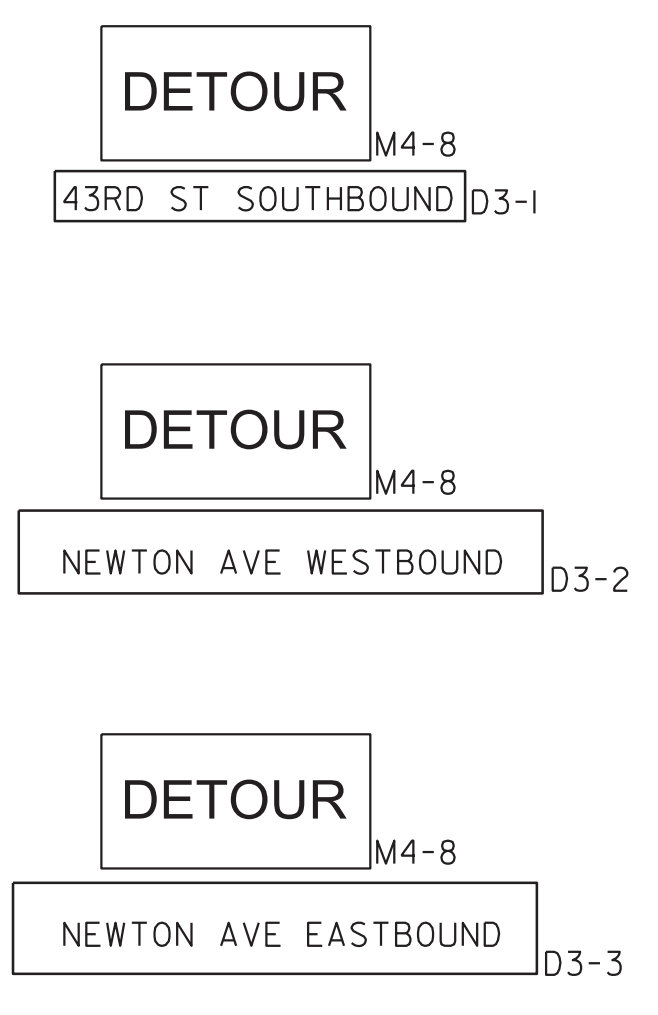 DETOUR
M4-8
43RD ST SOUTHBOUND D3-1
DETOUR
M4-8
NEWTON AVE WESTBOUND
D3-2
DETOUR
M4-8
NEWTON AVE EASTBOUND
D3-3